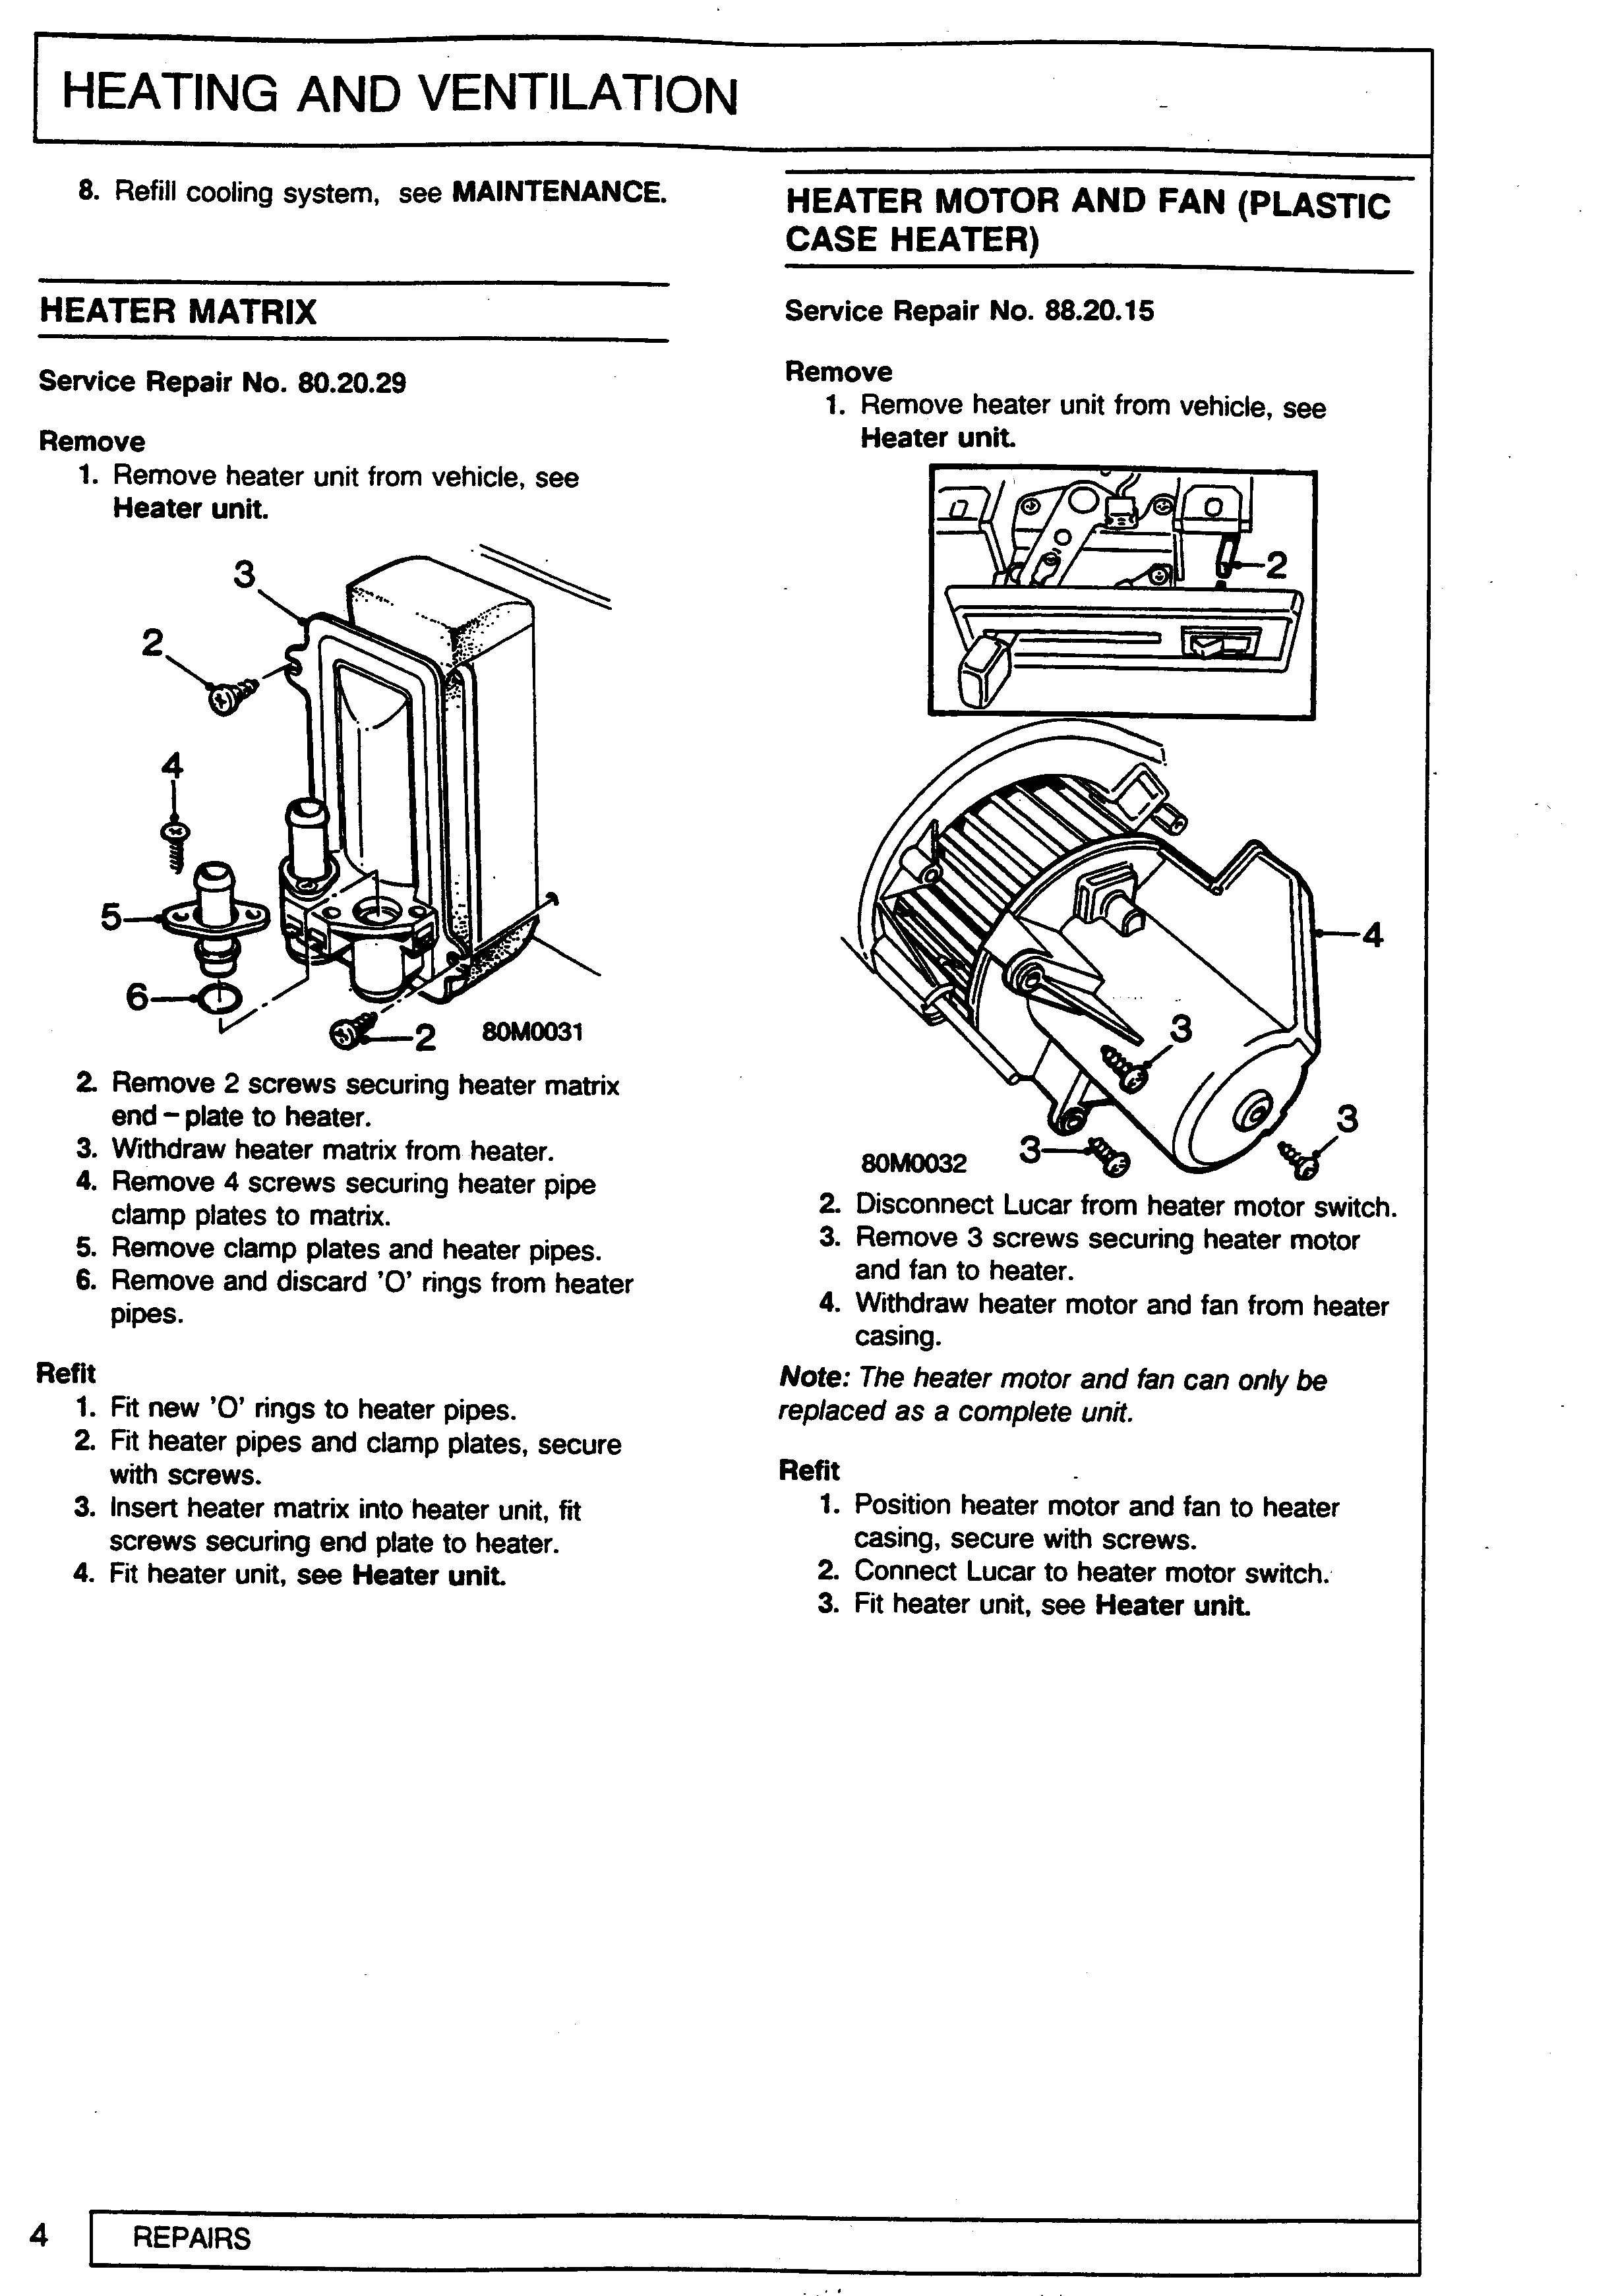 HEATING AND VENTILATION
8. Refill cooling system, see MAINTENANCE.
HEATER MATRIX
Service Repair No. 80.20.29
Remove
1. Remove heater unit from vehicle, see
Heater unit.
3
2
4
5
6
2
80M0031
2. Remove 2 screws securing heater matrix
end – plate to heater.
3. Withdraw heater matrix from heater.
4. Remove 4 screws securing heater pipe
clamp plates to matrix.
5. Remove clamp plates and heater pipes.
6. Remove and discard 'O' rings from heater
pipes.
Refit
1. Fit new 'O' rings to heater pipes.
2. Fit heater pipes and clamp plates, secure
with screws.
3. Insert heater matrix into heater unit, fit
screws securing end plate to heater.
4. Fit heater unit, see Heater unit.
HEATER MOTOR AND FAN (PLASTIC
CASE HEATER)
Service Repair No. 88.20.15
Remove
1. Remove heater unit from vehicle, see
Heater unit.
2
4
3
3
3
80M0032
2. Disconnect Lucar from heater motor switch.
3. Remove 3 screws securing heater motor
and fan to heater.
4. Withdraw heater motor and fan from heater
casing.
Note: The heater motor and fan can only be
replaced as a complete unit.
Refit
1. Position heater motor and fan to heater
casing, secure with screws.
2. Connect Lucar to heater motor switch.
3. Fit heater unit, see Heater unit.
4
REPAIRS